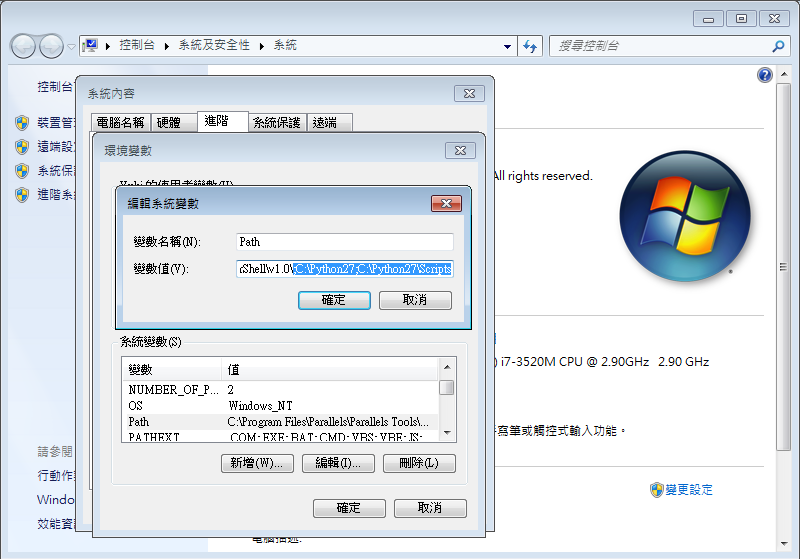 控制台 ▸ 系統及安全性 ▸ 系統
搜尋控制台
控制台
系統內容
裝置管
遠端設
系統保
進階系
電腦名稱 硬體 進階 系統保護 遠端
環境變數
All rights reserved.
的使用者變數(U)
編輯系統變數
變數名稱(N): Path
變數值(V): rShell\v1.0\;C:\Python27;C:\Python27\Scripts
確定 取消
系統變數(S)
變數 值
NUMBER_OF_P... 2
OS Windows_NT
Path C:\Program Files\Parallels\Parallels Tools\...
PATHEXT .COM;.EXE;.BAT;.CMD;.VBS;.VBE;.JS;
新增(W)... 編輯(I)... 刪除(L)
確定 取消
) i7-3520M CPU @ 2.90GHz 2.90 GHz
寫筆或觸控式輸入功能。
變更設定
請參閱
行動作
Windo
效能資
電腦描述: